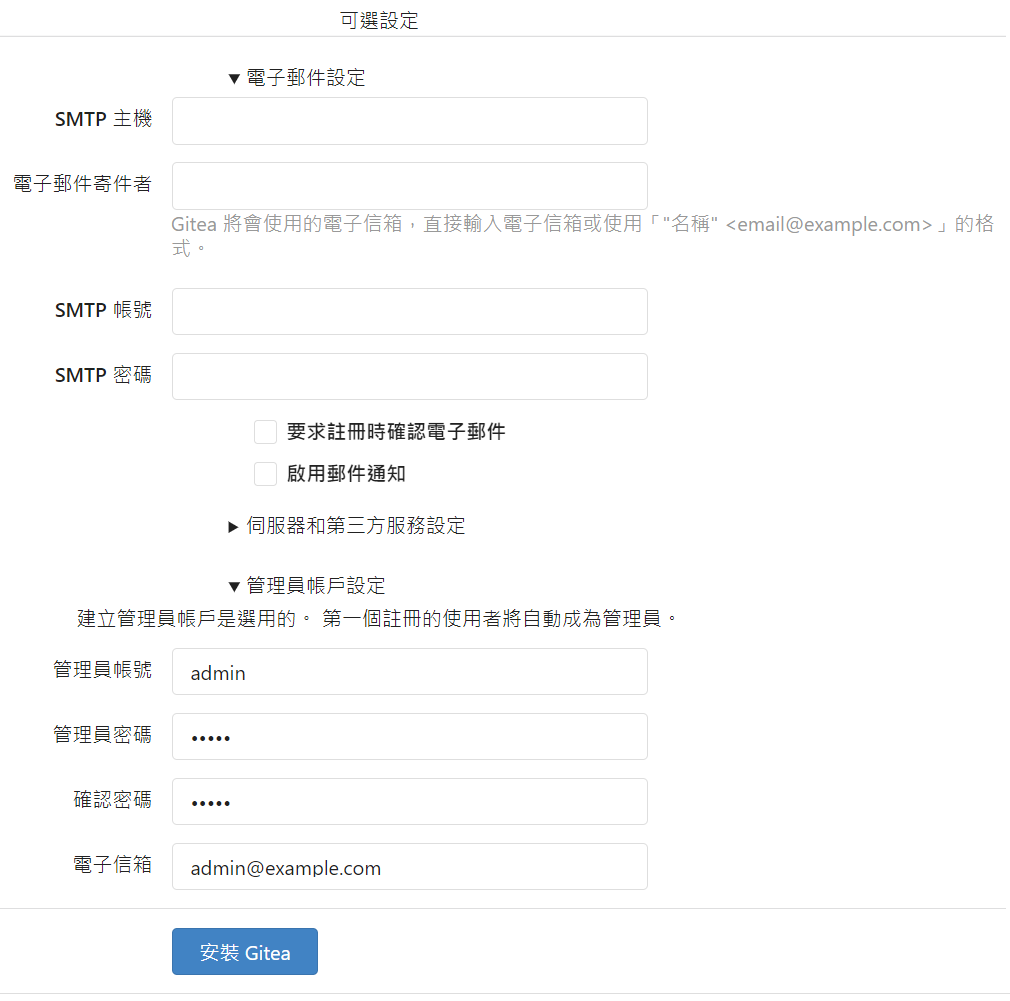 可選設定
▼ 電子郵件設定
SMTP 主機
電子郵件寄件者
Gitea 將會使用的電子信箱，直接輸入電子信箱或使用「"名稱" <email@example.com>」的格
式。
SMTP 帳號
SMTP 密碼
要求註冊時確認電子郵件
啟用郵件通知
▶ 伺服器和第三方服務設定
▼ 管理員帳戶設定
建立管理員帳戶是選用的。 第一個註冊的使用者將自動成為管理員。
管理員帳號 admin
管理員密碼 •••••
確認密碼 •••••
電子信箱 admin@example.com
安裝 Gitea